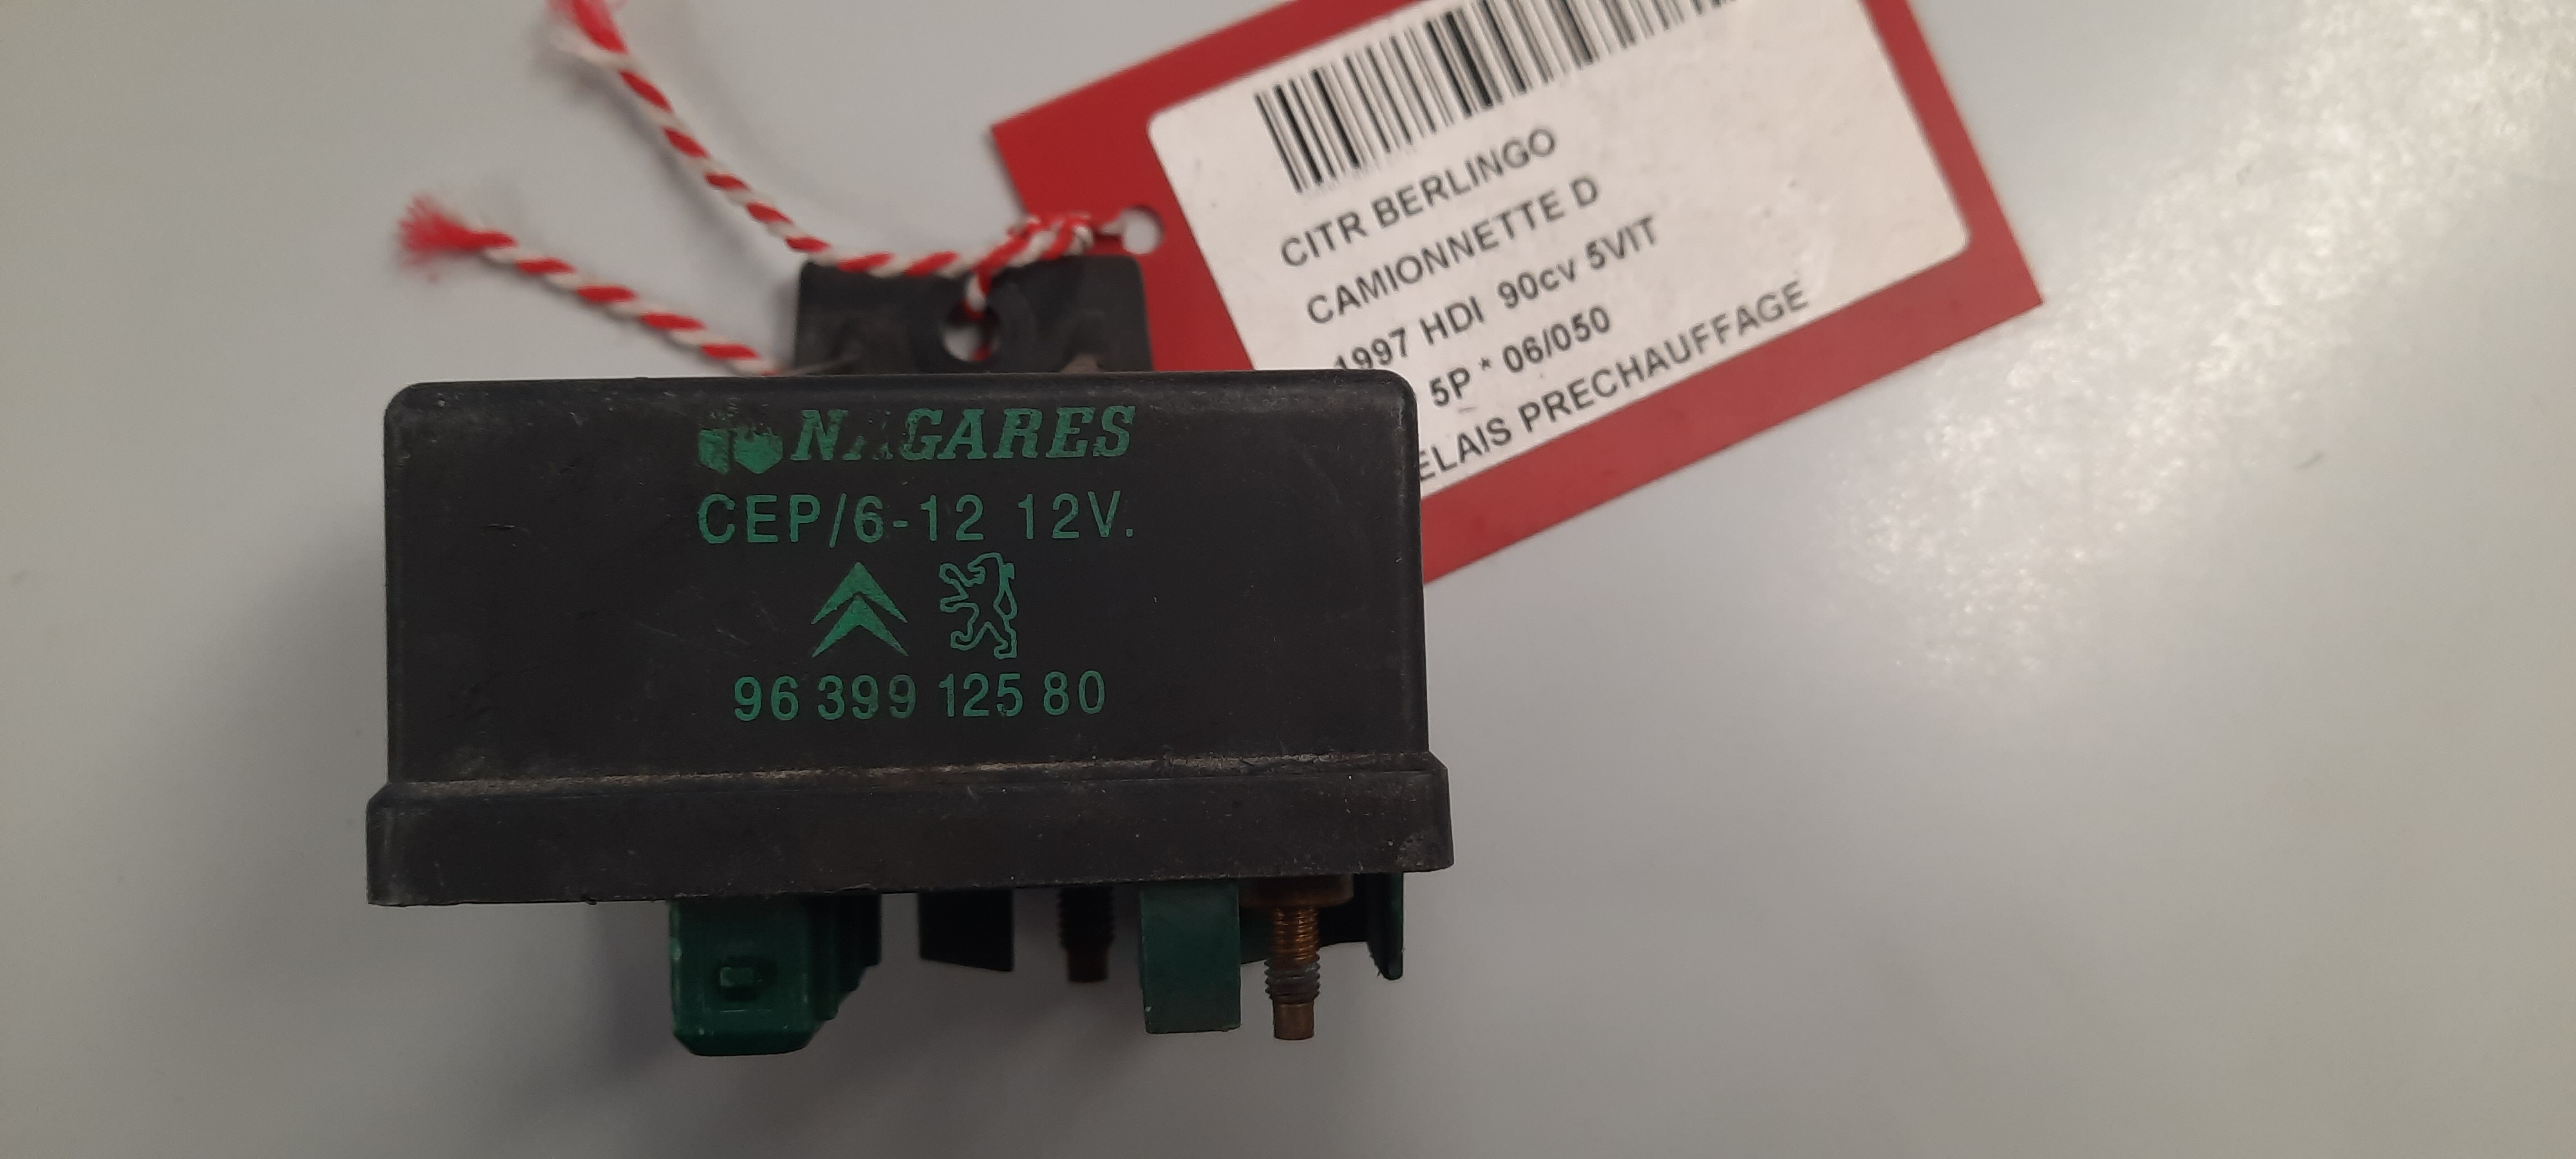 CITR BERLINGO
CAMIONNETTE D
1997 HDI 90cv 5VIT
5P * 06/050
ELAIS PRECHAUFFAGE
NAGARES
CEP/6-12 12V.
96 399 125 80